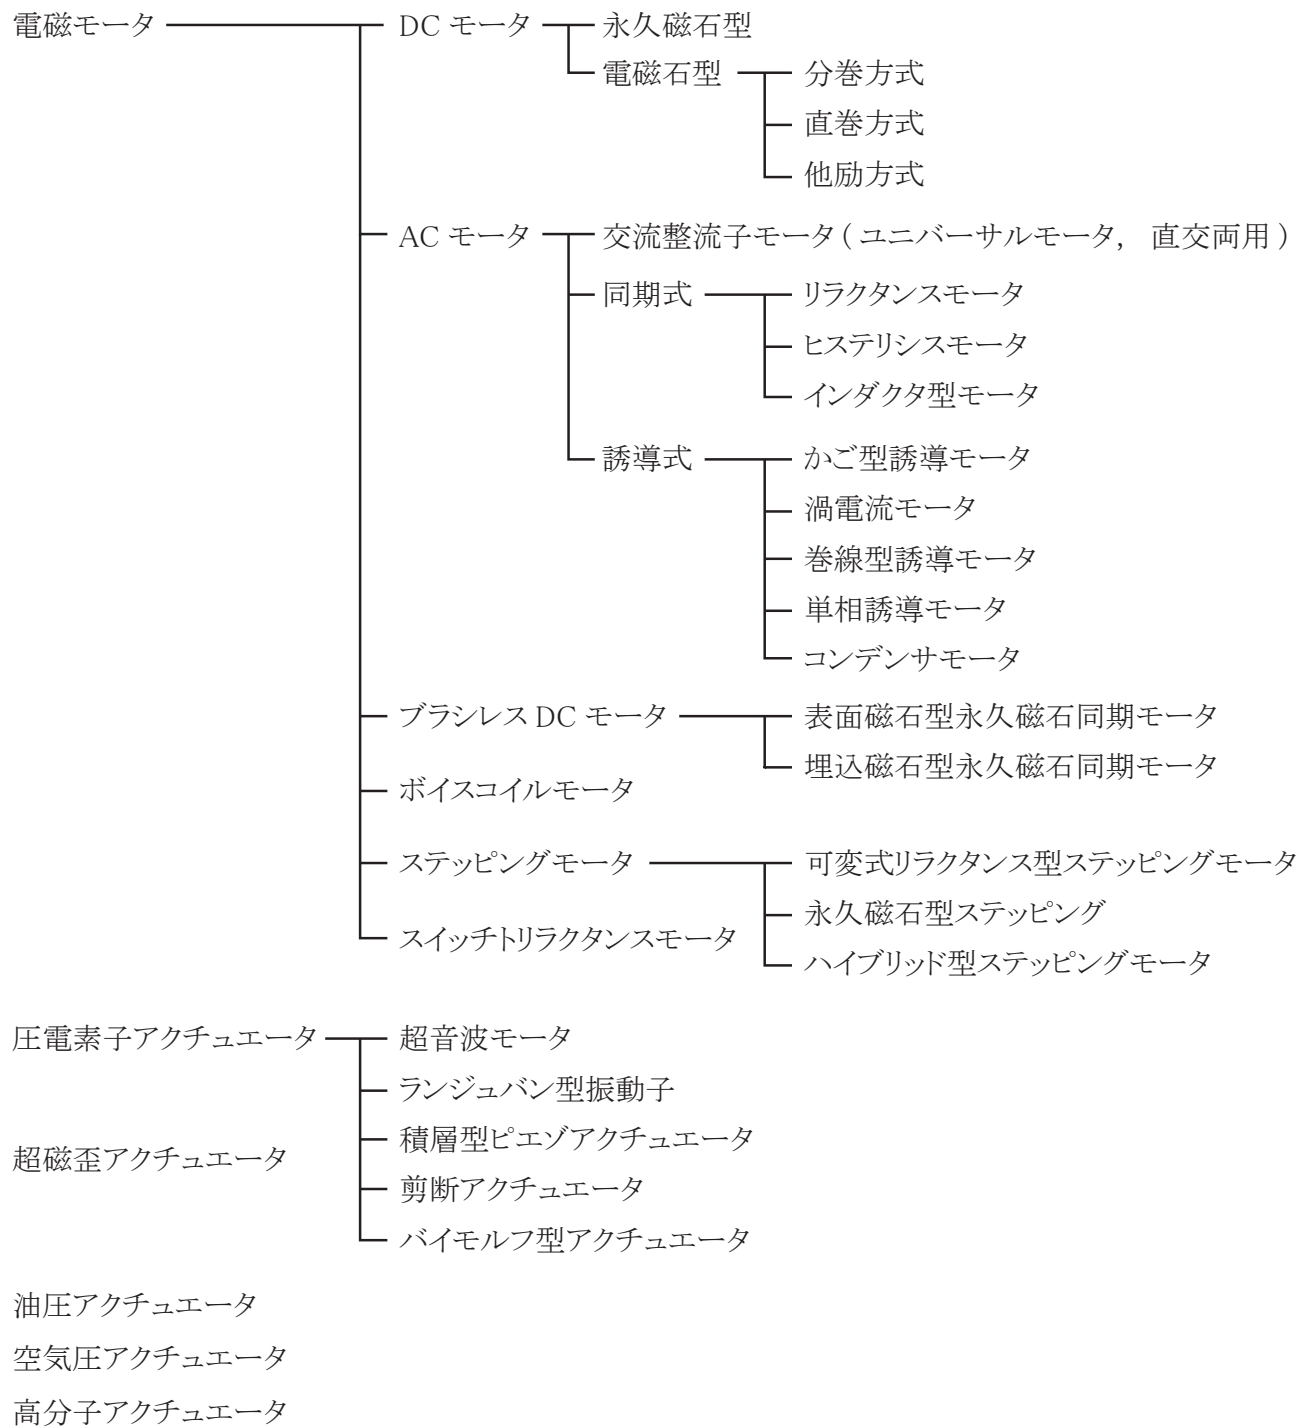 電磁モータ DC モータ 永久磁石型
電磁石型 分巻方式
直巻方式
他励方式
AC モータ 交流整流子モータ ( ユニバーサルモータ, 直交両用 )
同期式 リラクタンスモータ
ヒステリシスモータ
インダクタ型モータ
誘導式 かご型誘導モータ
渦電流モータ
巻線型誘導モータ
単相誘導モータ
コンデンサモータ
ブラシレス DC モータ 表面磁石型永久磁石同期モータ
埋込磁石型永久磁石同期モータ
ボイスコイルモータ
ステッピングモータ 可変式リラクタンス型ステッピングモータ
永久磁石型ステッピング
スイッチトリラクタンスモータ
ハイブリッド型ステッピングモータ
圧電素子アクチュエータ 超音波モータ
ランジュバン型振動子
積層型ピエゾアクチュエータ
超磁歪アクチュエータ
剪断アクチュエータ
バイモルフ型アクチュエータ
油圧アクチュエータ
空気圧アクチュエータ
高分子アクチュエータ